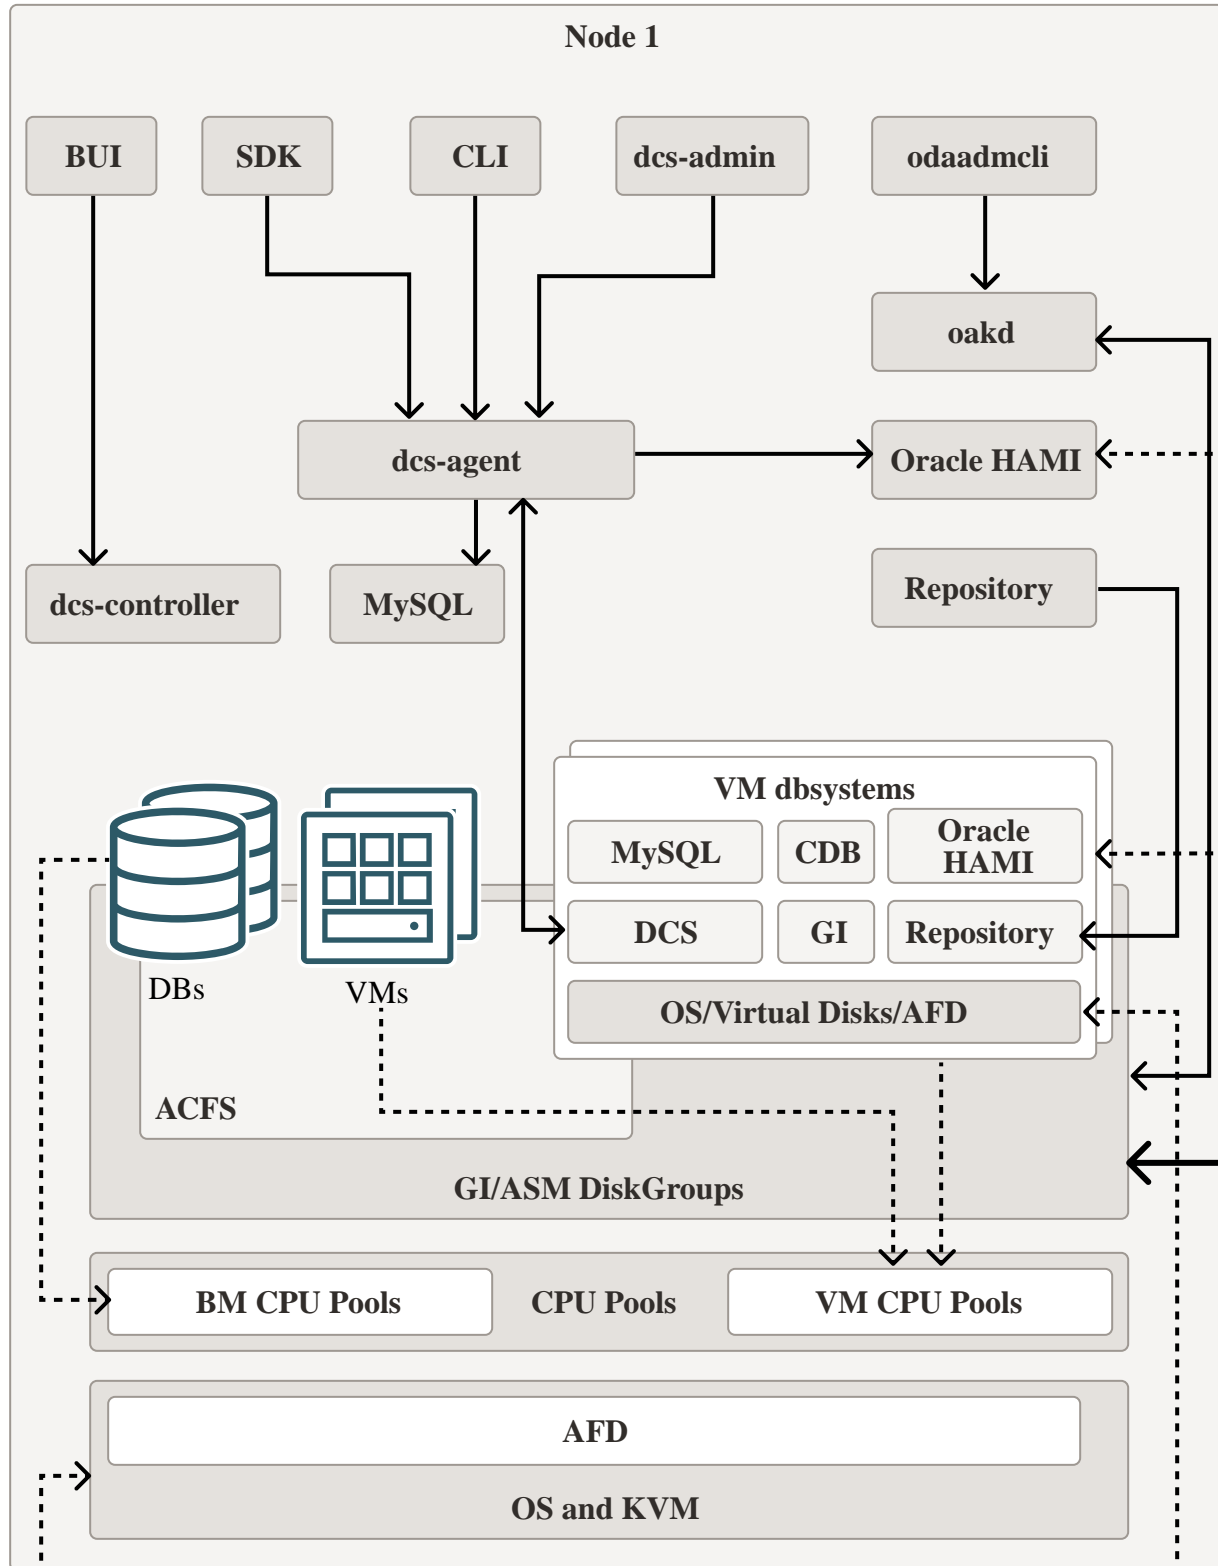 Node 1
BUI
SDK
CLI
dcs-admin
odaadmcli
oakd
dcs-agent
Oracle HAMI
dcs-controller
MySQL
Repository
VM dbsystems
MySQL
CDB
Oracle
HAMI
DCS
GI
Repository
OS/Virtual Disks/AFD
DBs
VMs
ACFS
GI/ASM DiskGroups
BM CPU Pools
CPU Pools
VM CPU Pools
AFD
OS and KVM